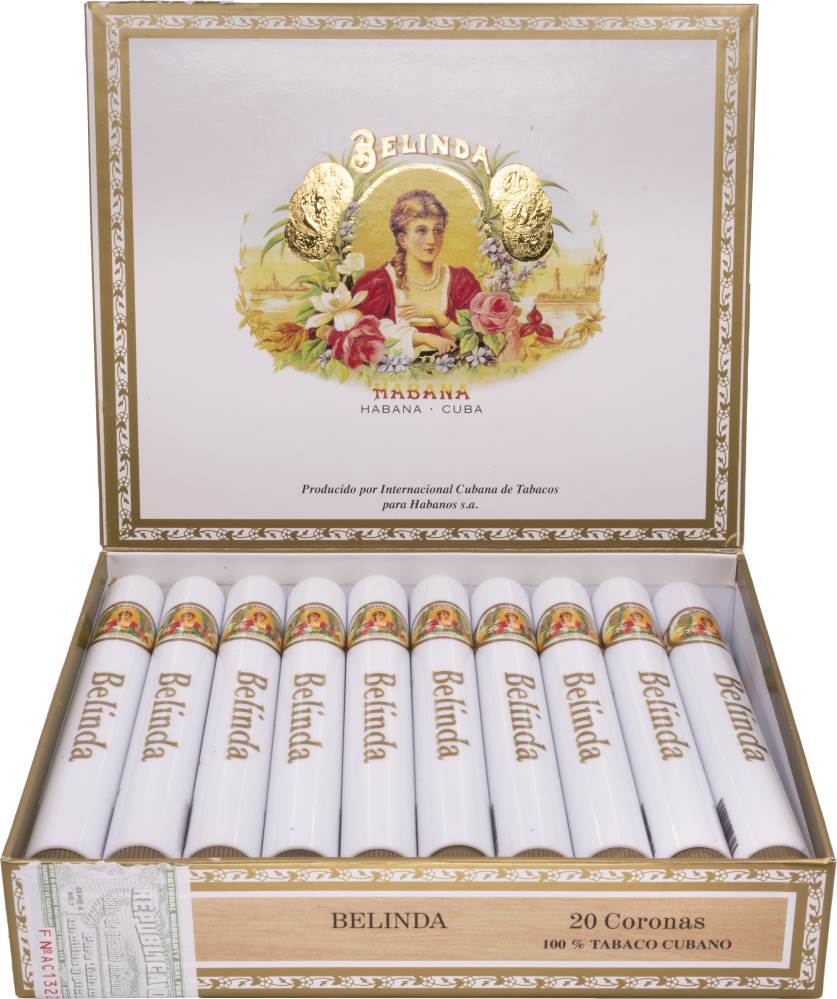 BELINDA
HABANA
HABANA · CUBA
Producido por Internacional Cubana de Tabacos
para Habanos s.a.
Belinda
Belinda
Belinda
Belinda
Belinda
Belinda
Belinda
Belinda
Belinda
Belinda
BELINDA
20 Coronas
100 % TABACO CUBANO